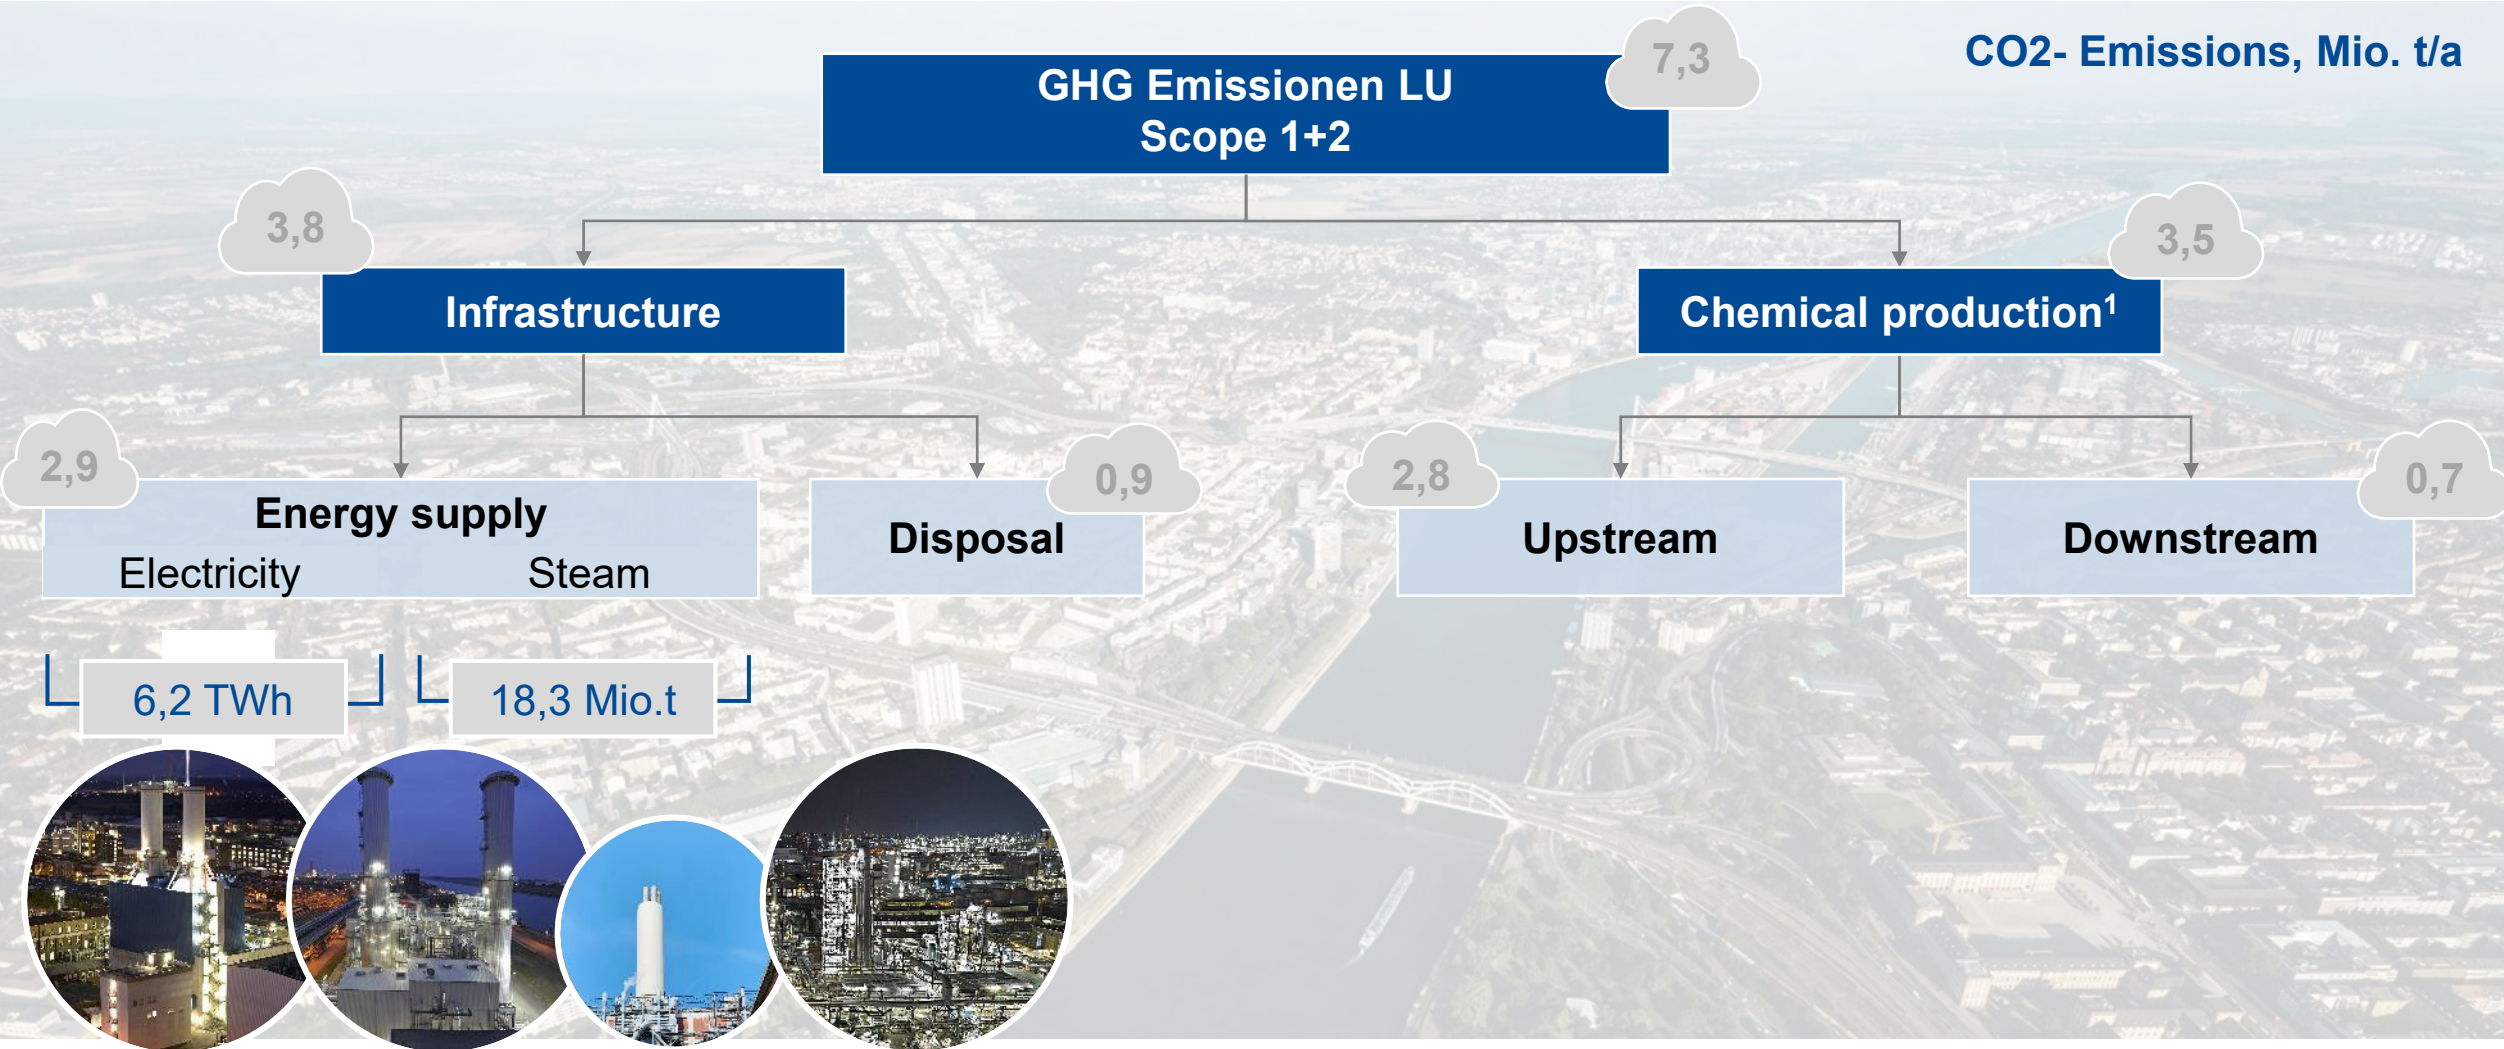 CO2- Emissions, Mio. t/a
7,3
GHG Emissionen LU
Scope 1+2
3,8
Infrastructure
3,5
Chemical production¹
2,9
Energy supply
Electricity
Steam
0,9
Disposal
2,8
Upstream
0,7
Downstream
6,2 TWh
18,3 Mio.t